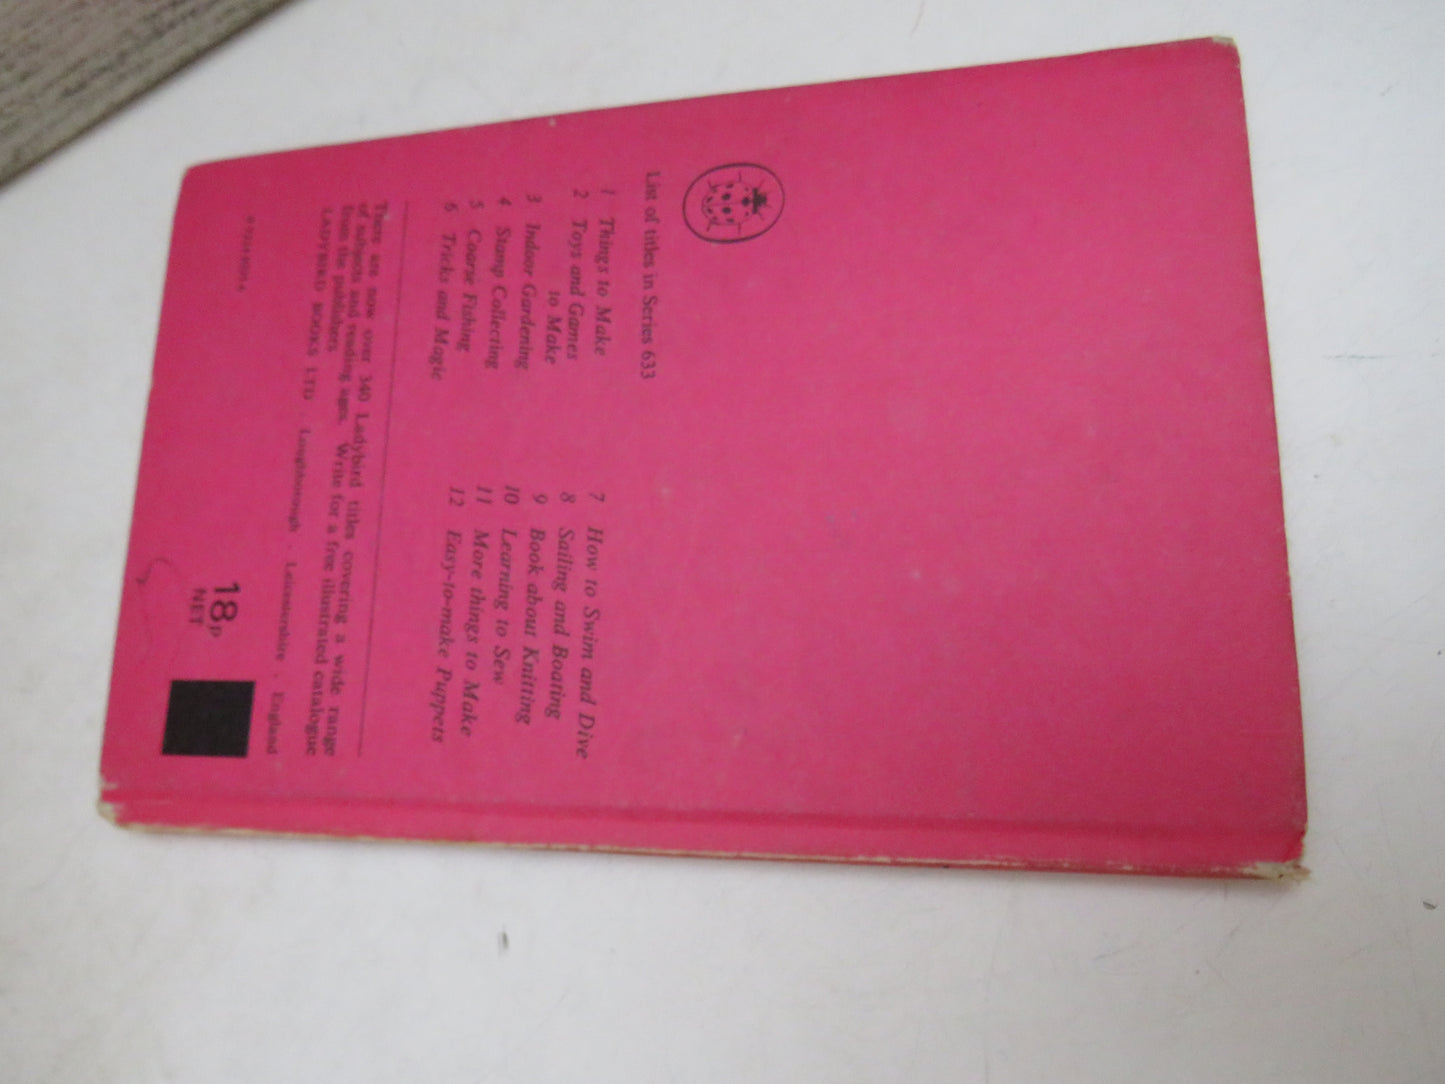 List of titles in Series 633
1 Things to Make
2 Toys and Games
to Make
3 Indoor Gardening
4 Stamp Collecting
5 Coarse Fishing
6 Tricks and Magic
7 How to Swim and Dive
8 Sailing and Boating
9 Book about Knitting
10 Learning to Sew
11 More things to Make
12 Easy-to-make Puppets
There are now over 340 Ladybird titles covering a wide range
of subjects and reading ages. Write for a free illustrated catalogue
from the publishers
LADYBIRD BOOKS LTD . Loughborough . Leicestershire . England
18p
NET